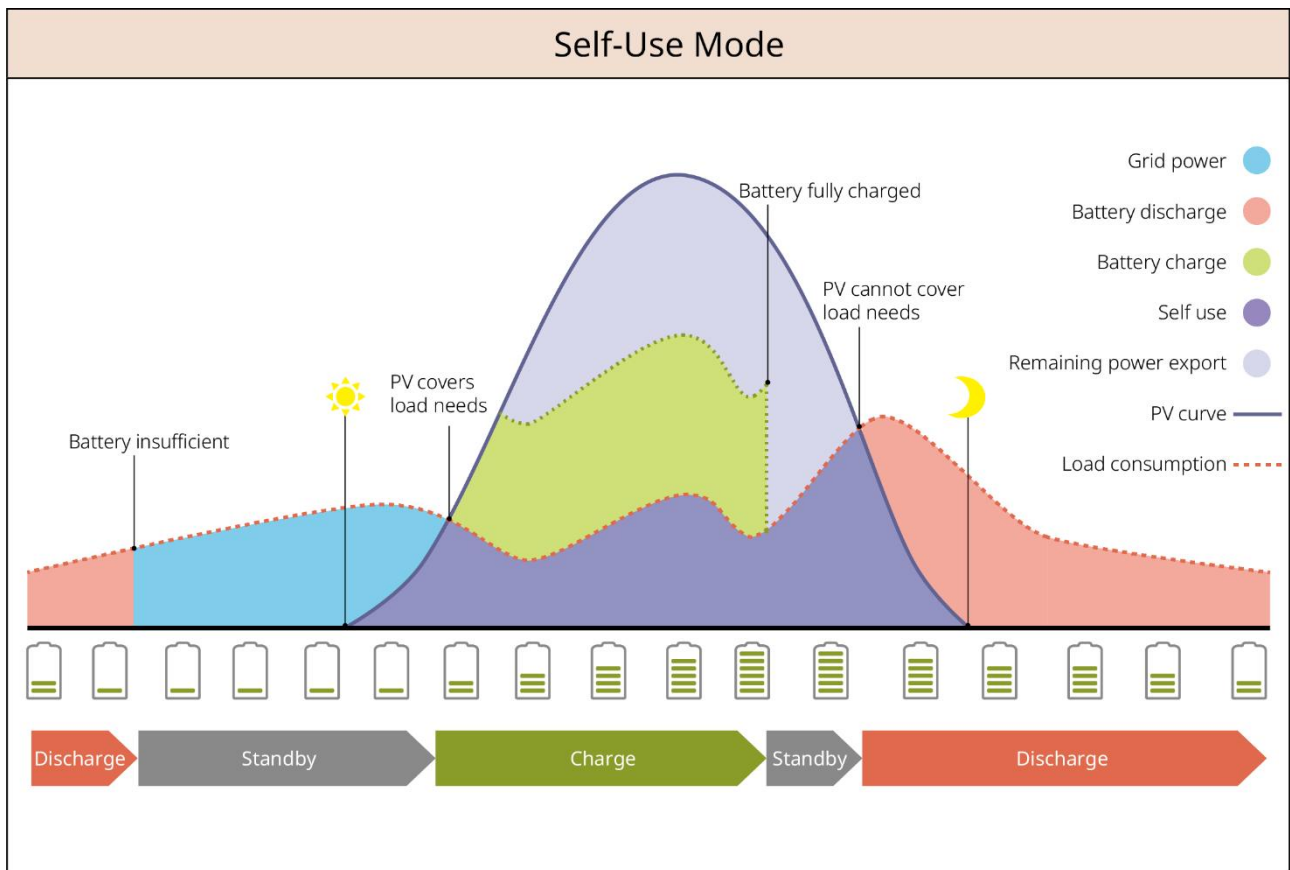 Self-Use Mode
Grid power
Battery discharge
Battery charge
Self use
Remaining power export
PV curve
Load consumption
Battery fully charged
PV cannot cover
load needs
PV covers
load needs
Battery insufficient
Discharge
Standby
Charge
Standby
Discharge